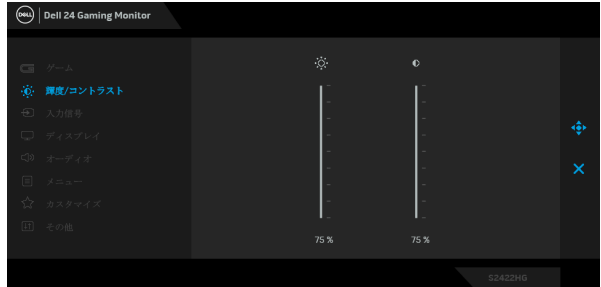 DELL
Dell 24 Gaming Monitor
ゲーム
輝度/コントラスト
入力信号
ディスプレイ
オーディオ
メニュー
カスタマイズ
その他
75 % 75 %
S2422HG